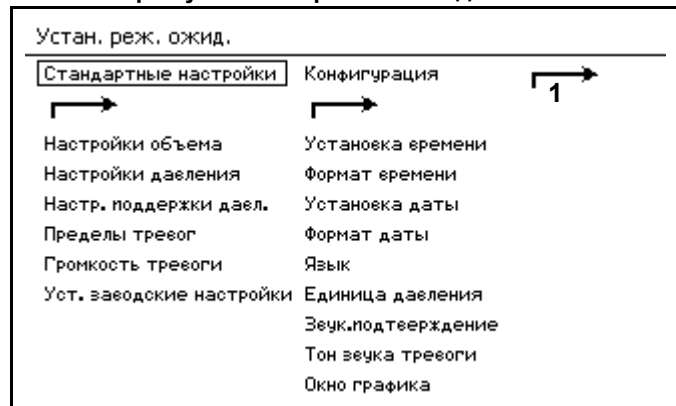 Устан. реж. ожид.
Стандартные настройки
Настройки объема
Настройки давления
Настр. поддержки давл.
Пределы тревог
Громкость тревоги
Уст. заводские настройки
Конфигурация
Установка времени
Формат времени
Установка даты
Формат даты
Язык
Единица давления
Звук.подтверждение
Тон звука тревоги
Окно графика
1